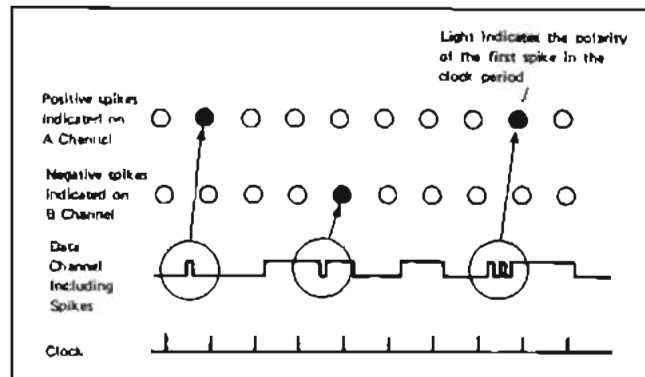 Light Indicates the polarity
of the first spike in the
clock period
Positive spikes
indicated on
A Channel
Negative spikes
indicated on
B Channel
Data
Channel
Including
Spikes
Clock